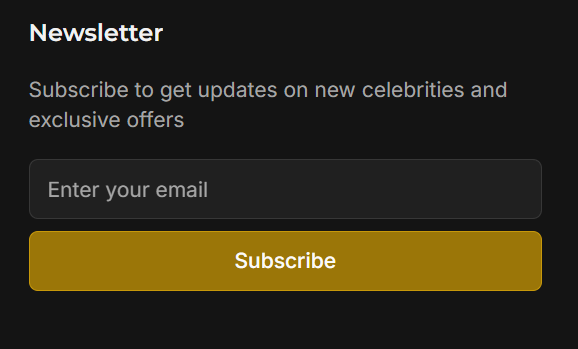 Newsletter
Subscribe to get updates on new celebrities and
exclusive offers
Enter your email
Subscribe